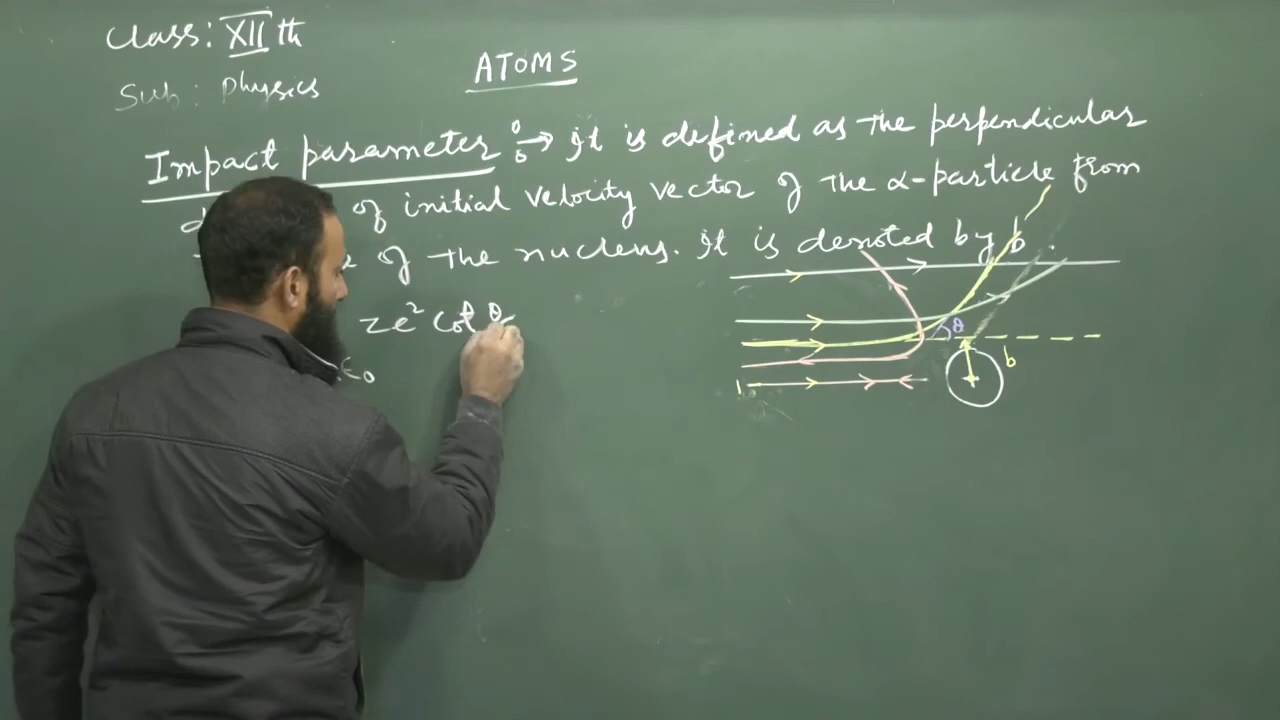 Class: XII th
Sub: Physics
ATOMS
Impact parameter : → It is defined as the perpendicular
of initial velocity vector of the α-particle from
of the nucleus. It is denoted by b.
Ze² Cot θ
ε₀
θ
b